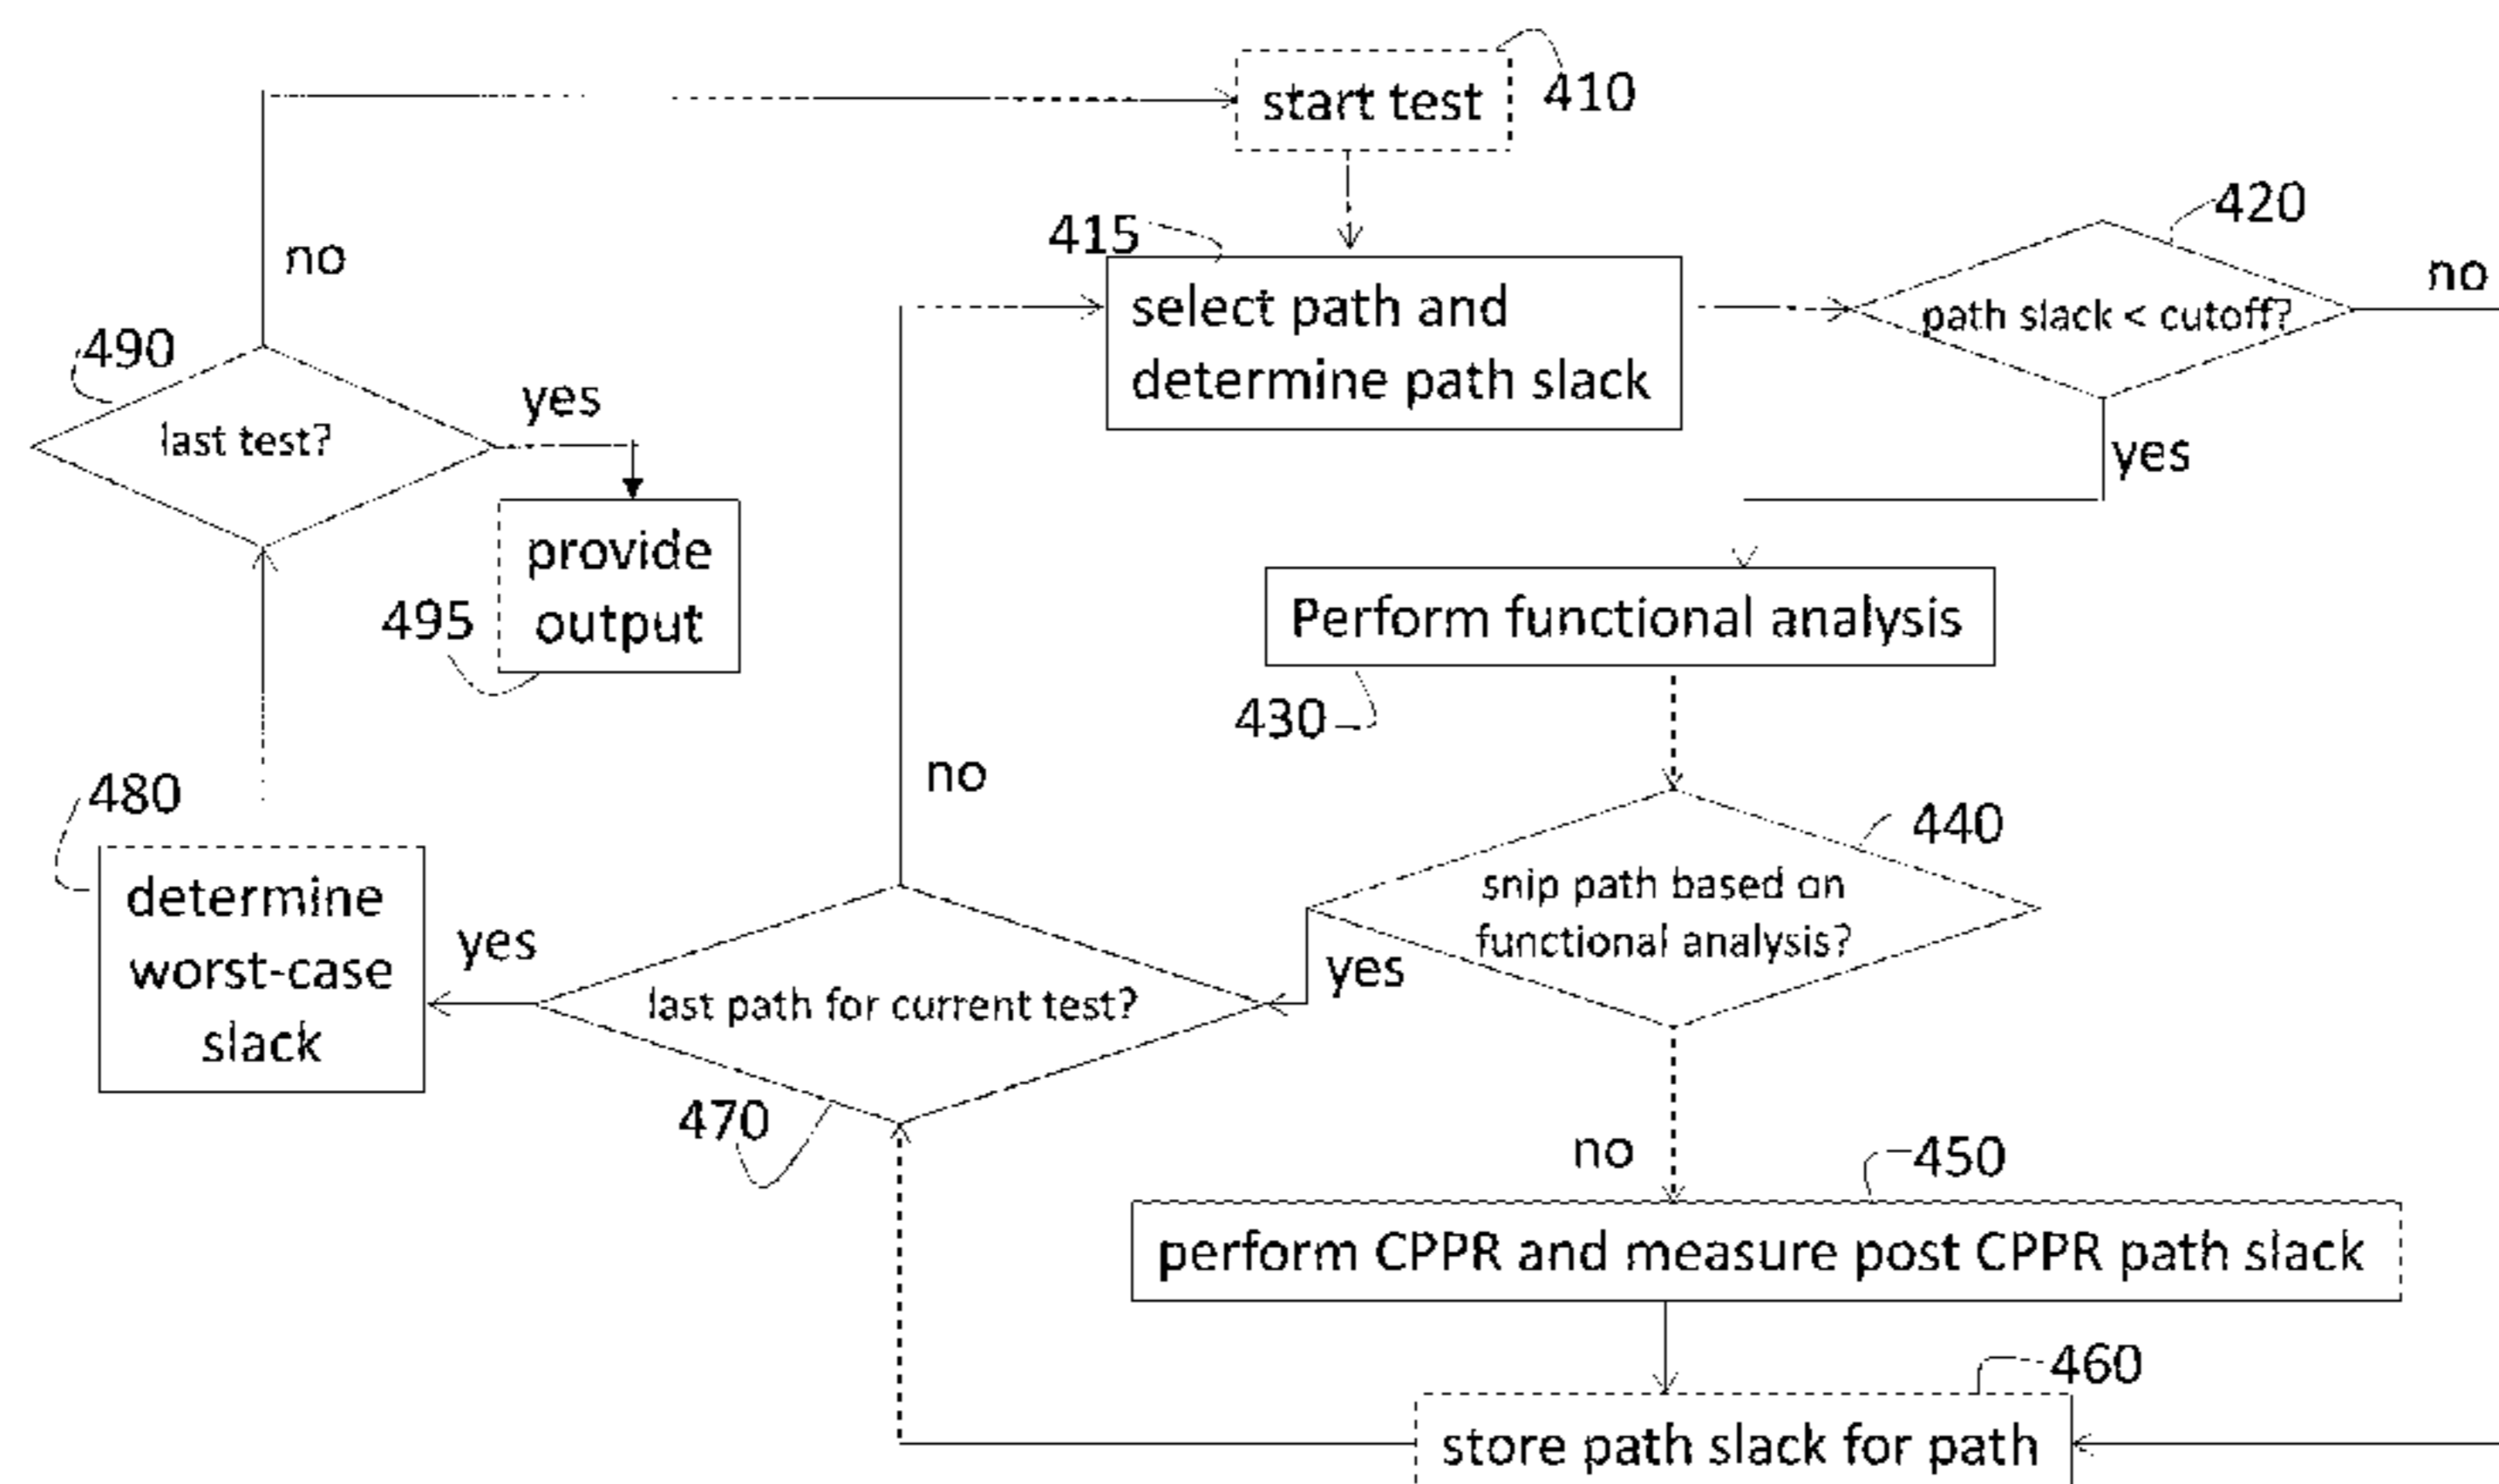 start test
410
415
select path and
determine path slack
420
path slack < cutoff?
no
yes
no
490
last test?
yes
provide
output
495
Perform functional analysis
430
no
480
determine
worst-case
slack
yes
last path for current test?
470
440
snip path based on
functional analysis?
yes
no
450
perform CPPR and measure post CPPR path slack
460
store path slack for path